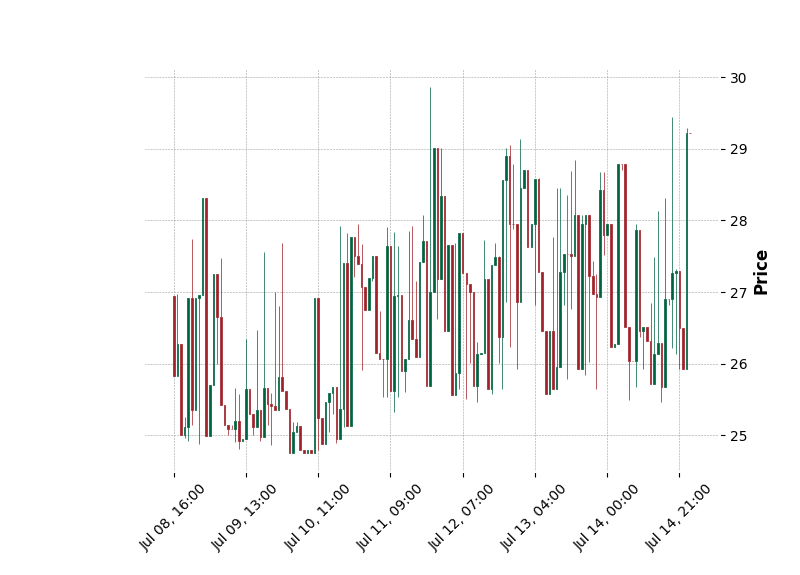 30
29
28
27
26
25
Price
Jul 08, 16:00
Jul 09, 13:00
Jul 10, 11:00
Jul 11, 09:00
Jul 12, 07:00
Jul 13, 04:00
Jul 14, 00:00
Jul 14, 21:00